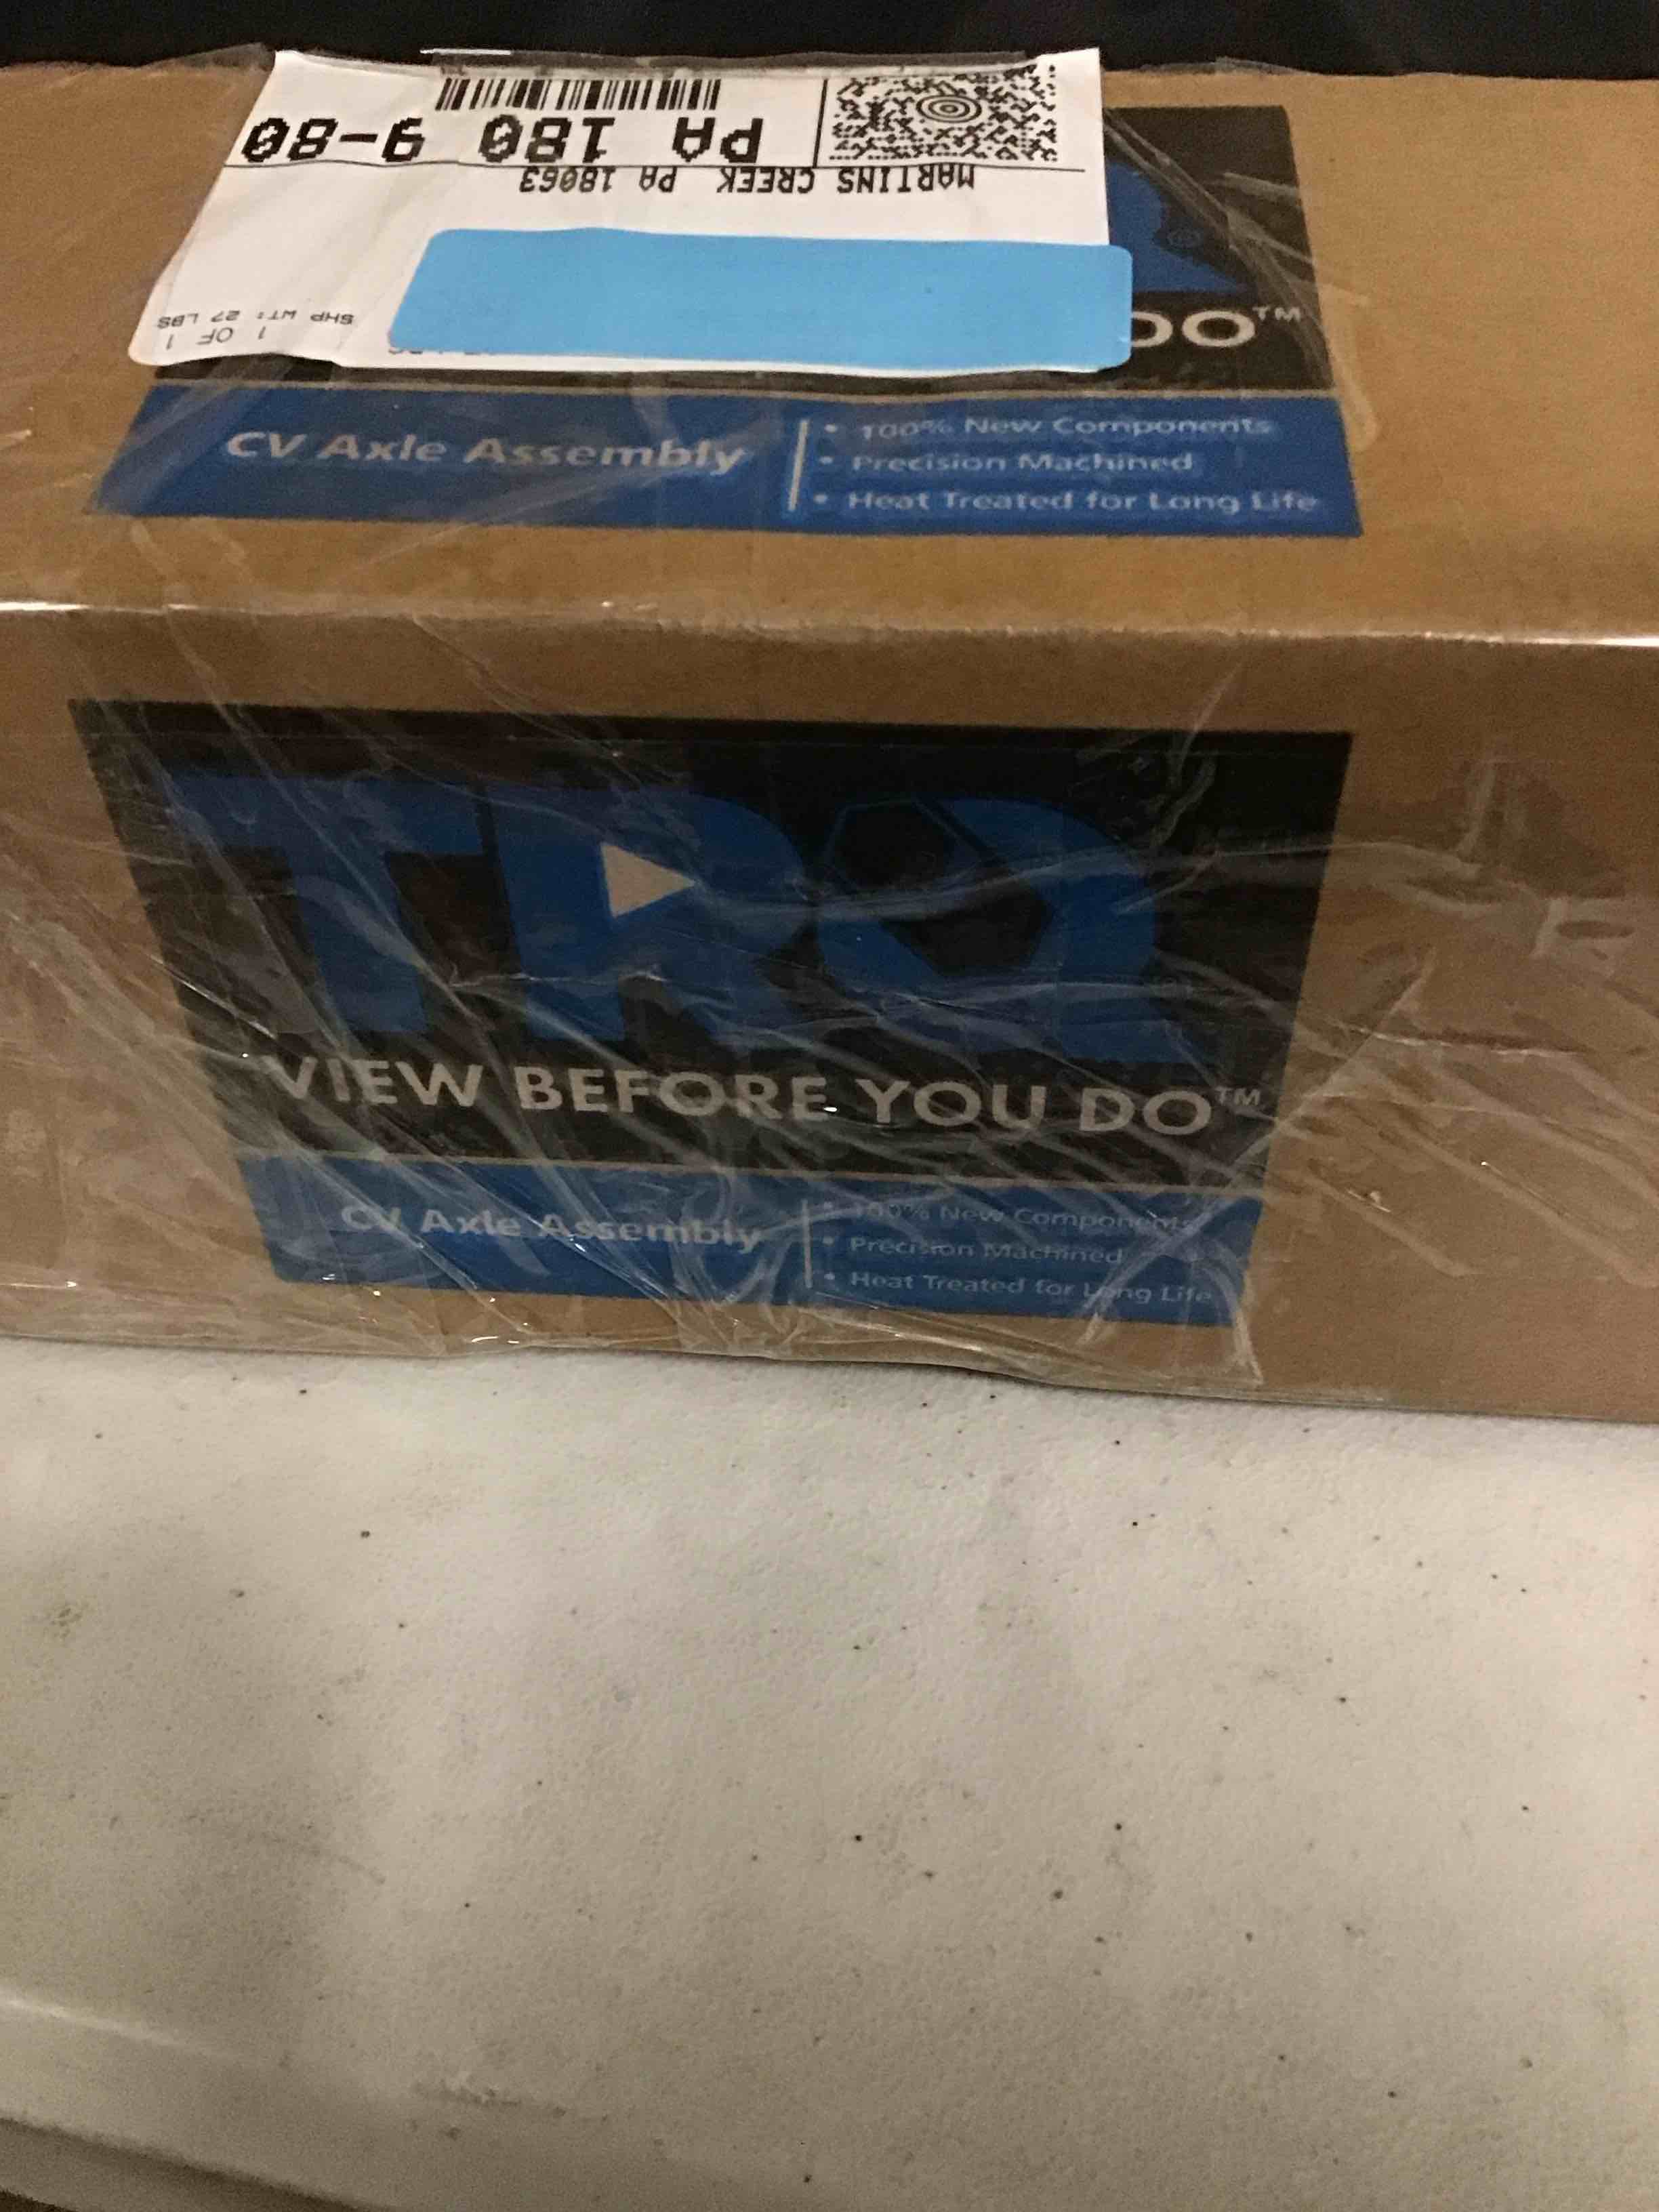 PA 180 9-80
MARTINS CREEK PA 18063
SHP WT: 27 LBS
1 OF 1
DO™
CV Axle Assembly
• 100% New Components
• Precision Machined
• Heat Treated for Long Life
TRQ
VIEW BEFORE YOU DO™
CV Axle Assembly
• 100% New Components
• Precision Machined
• Heat Treated for Long Life